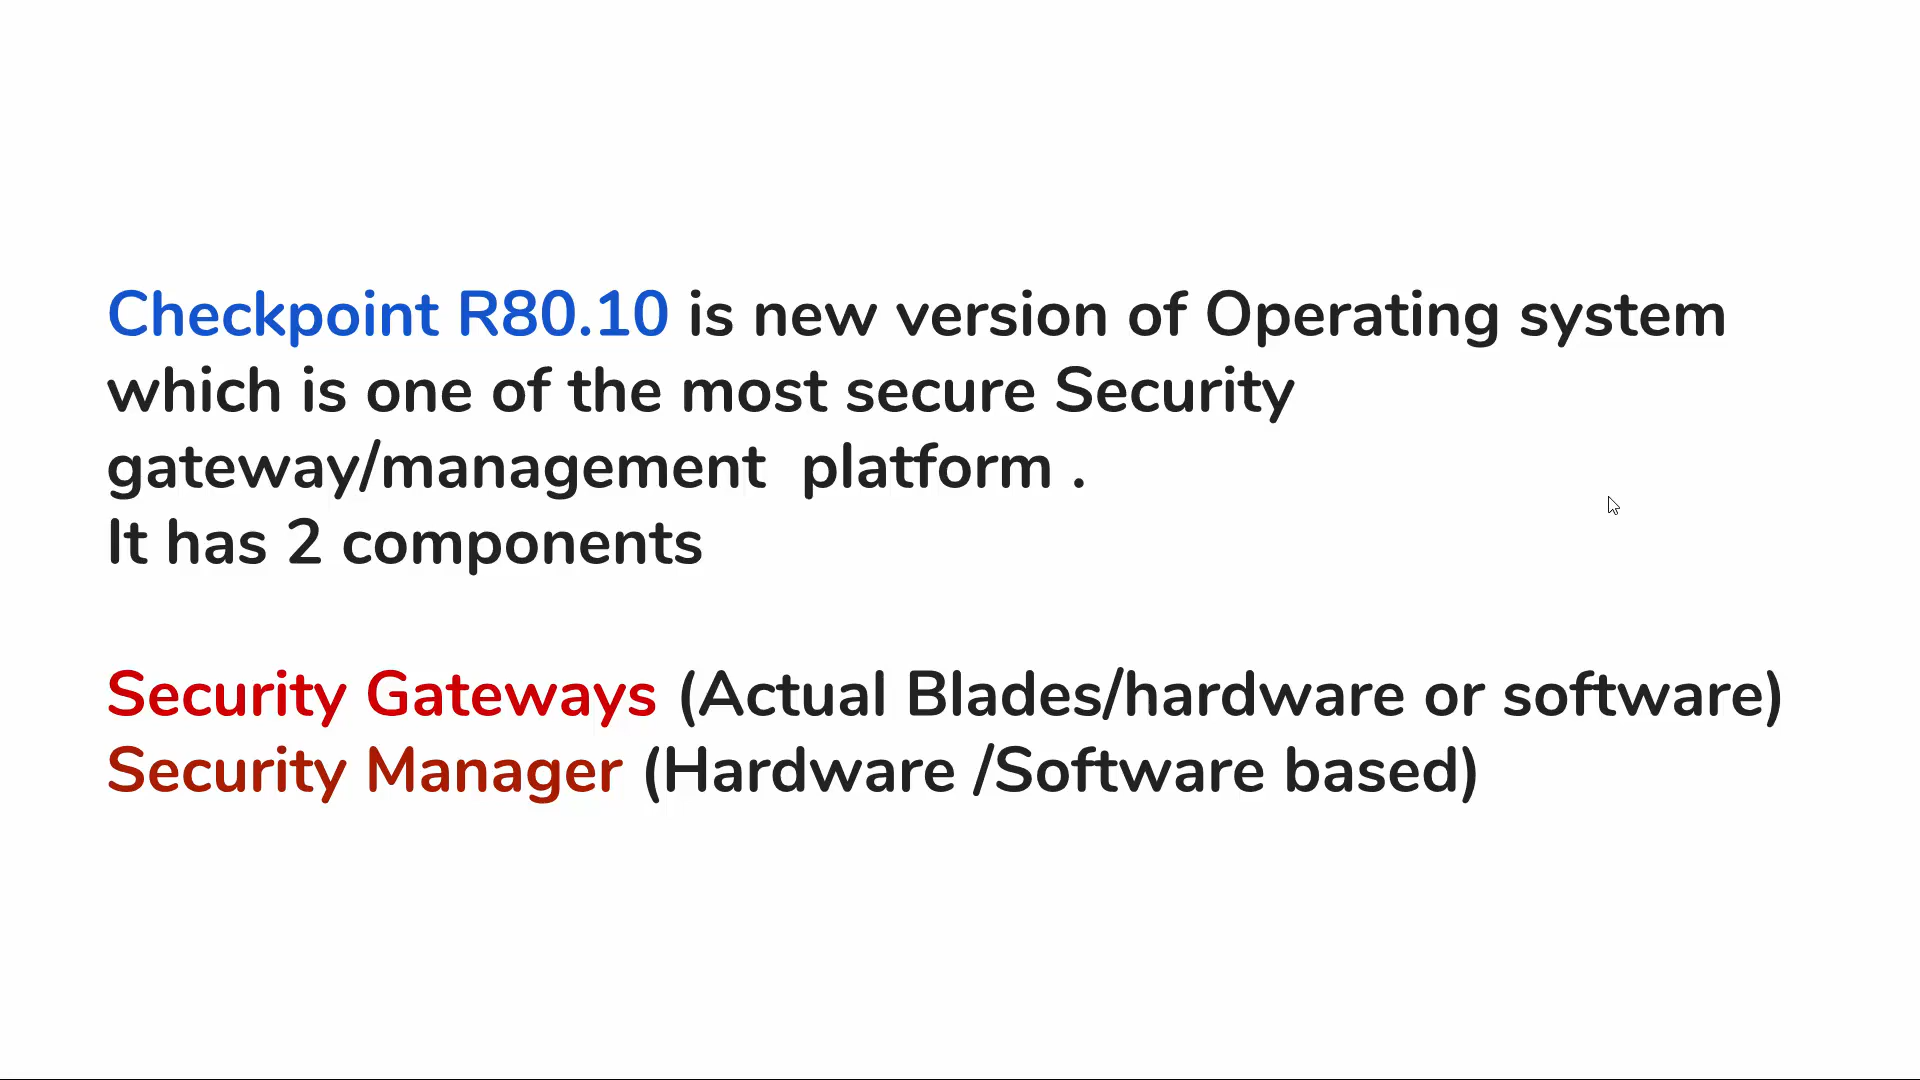 Checkpoint R80.10 is new version of Operating system
which is one of the most secure Security
gateway/management  platform .
It has 2 components
Security Gateways (Actual Blades/hardware or software)
Security Manager (Hardware /Software based)